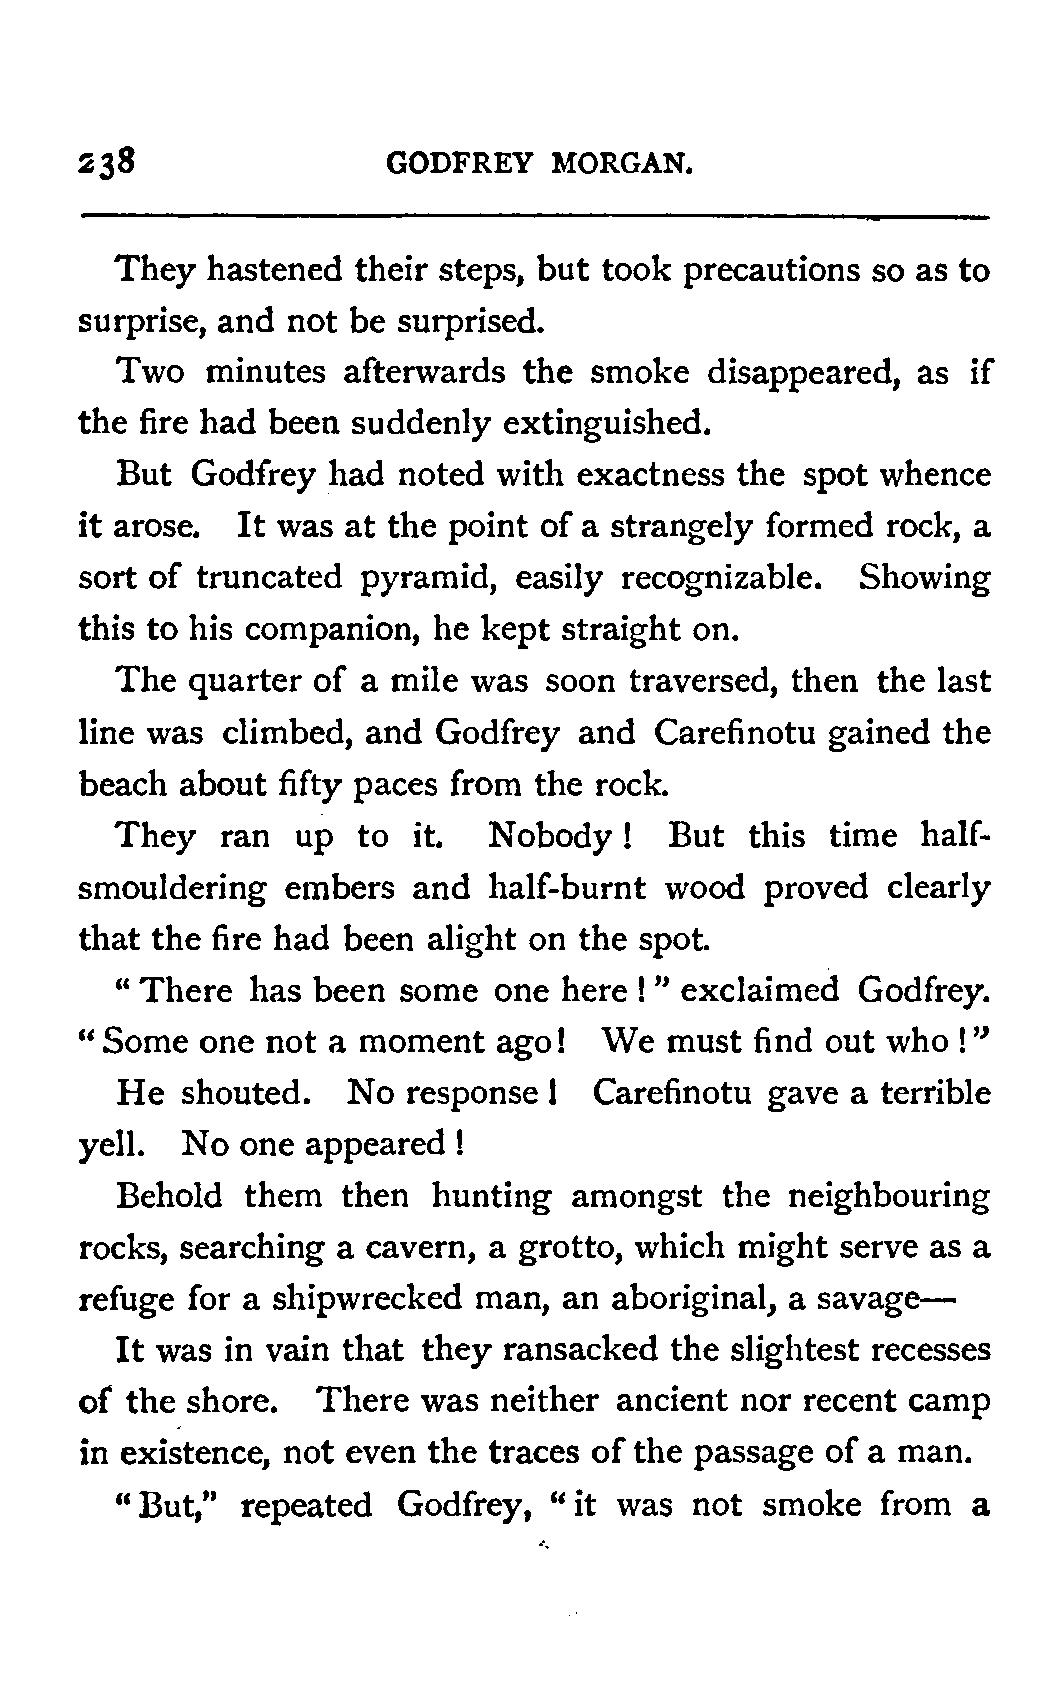 238 GODFREY MORGAN.
They hastened their steps, but took precautions so as to
surprise, and not be surprised.
Two minutes afterwards the smoke disappeared, as if
the fire had been suddenly extinguished.
But Godfrey had noted with exactness the spot whence
it arose. It was at the point of a strangely formed rock, a
sort of truncated pyramid, easily recognizable. Showing
this to his companion, he kept straight on.
The quarter of a mile was soon traversed, then the last
line was climbed, and Godfrey and Carefinotu gained the
beach about fifty paces from the rock.
They ran up to it. Nobody! But this time half-
smouldering embers and half-burnt wood proved clearly
that the fire had been alight on the spot.
"There has been some one here!" exclaimed Godfrey.
"Some one not a moment ago! We must find out who!"
He shouted. No response! Carefinotu gave a terrible
yell. No one appeared!
Behold them then hunting amongst the neighbouring
rocks, searching a cavern, a grotto, which might serve as a
refuge for a shipwrecked man, an aboriginal, a savage—
It was in vain that they ransacked the slightest recesses
of the shore. There was neither ancient nor recent camp
in existence, not even the traces of the passage of a man.
"But," repeated Godfrey, "it was not smoke from a